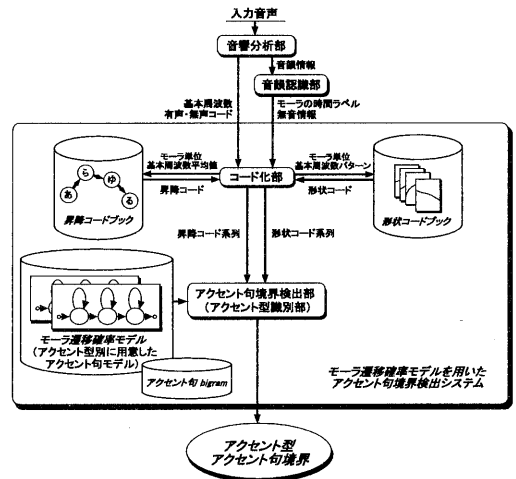 入力音声
音響分析部
音韻情報
音韻認識部
基本周波数
有声・無声コード
モーラの時間ラベル
無音情報
モーラ単位
基本周波数平均値
コード化部
モーラ単位
基本周波数パターン
昇降コード
形状コード
あ
ら
ゆ
る
昇降コードブック
形状コードブック
昇降コード系列
形状コード系列
アクセント句境界検出部
(アクセント型識別部)
モーラ遷移確率モデル
(アクセント型別に用意した
アクセント句モデル)
アクセント句 bigram
モーラ遷移確率モデルを用いた
アクセント句境界検出システム
アクセント型
アクセント句境界